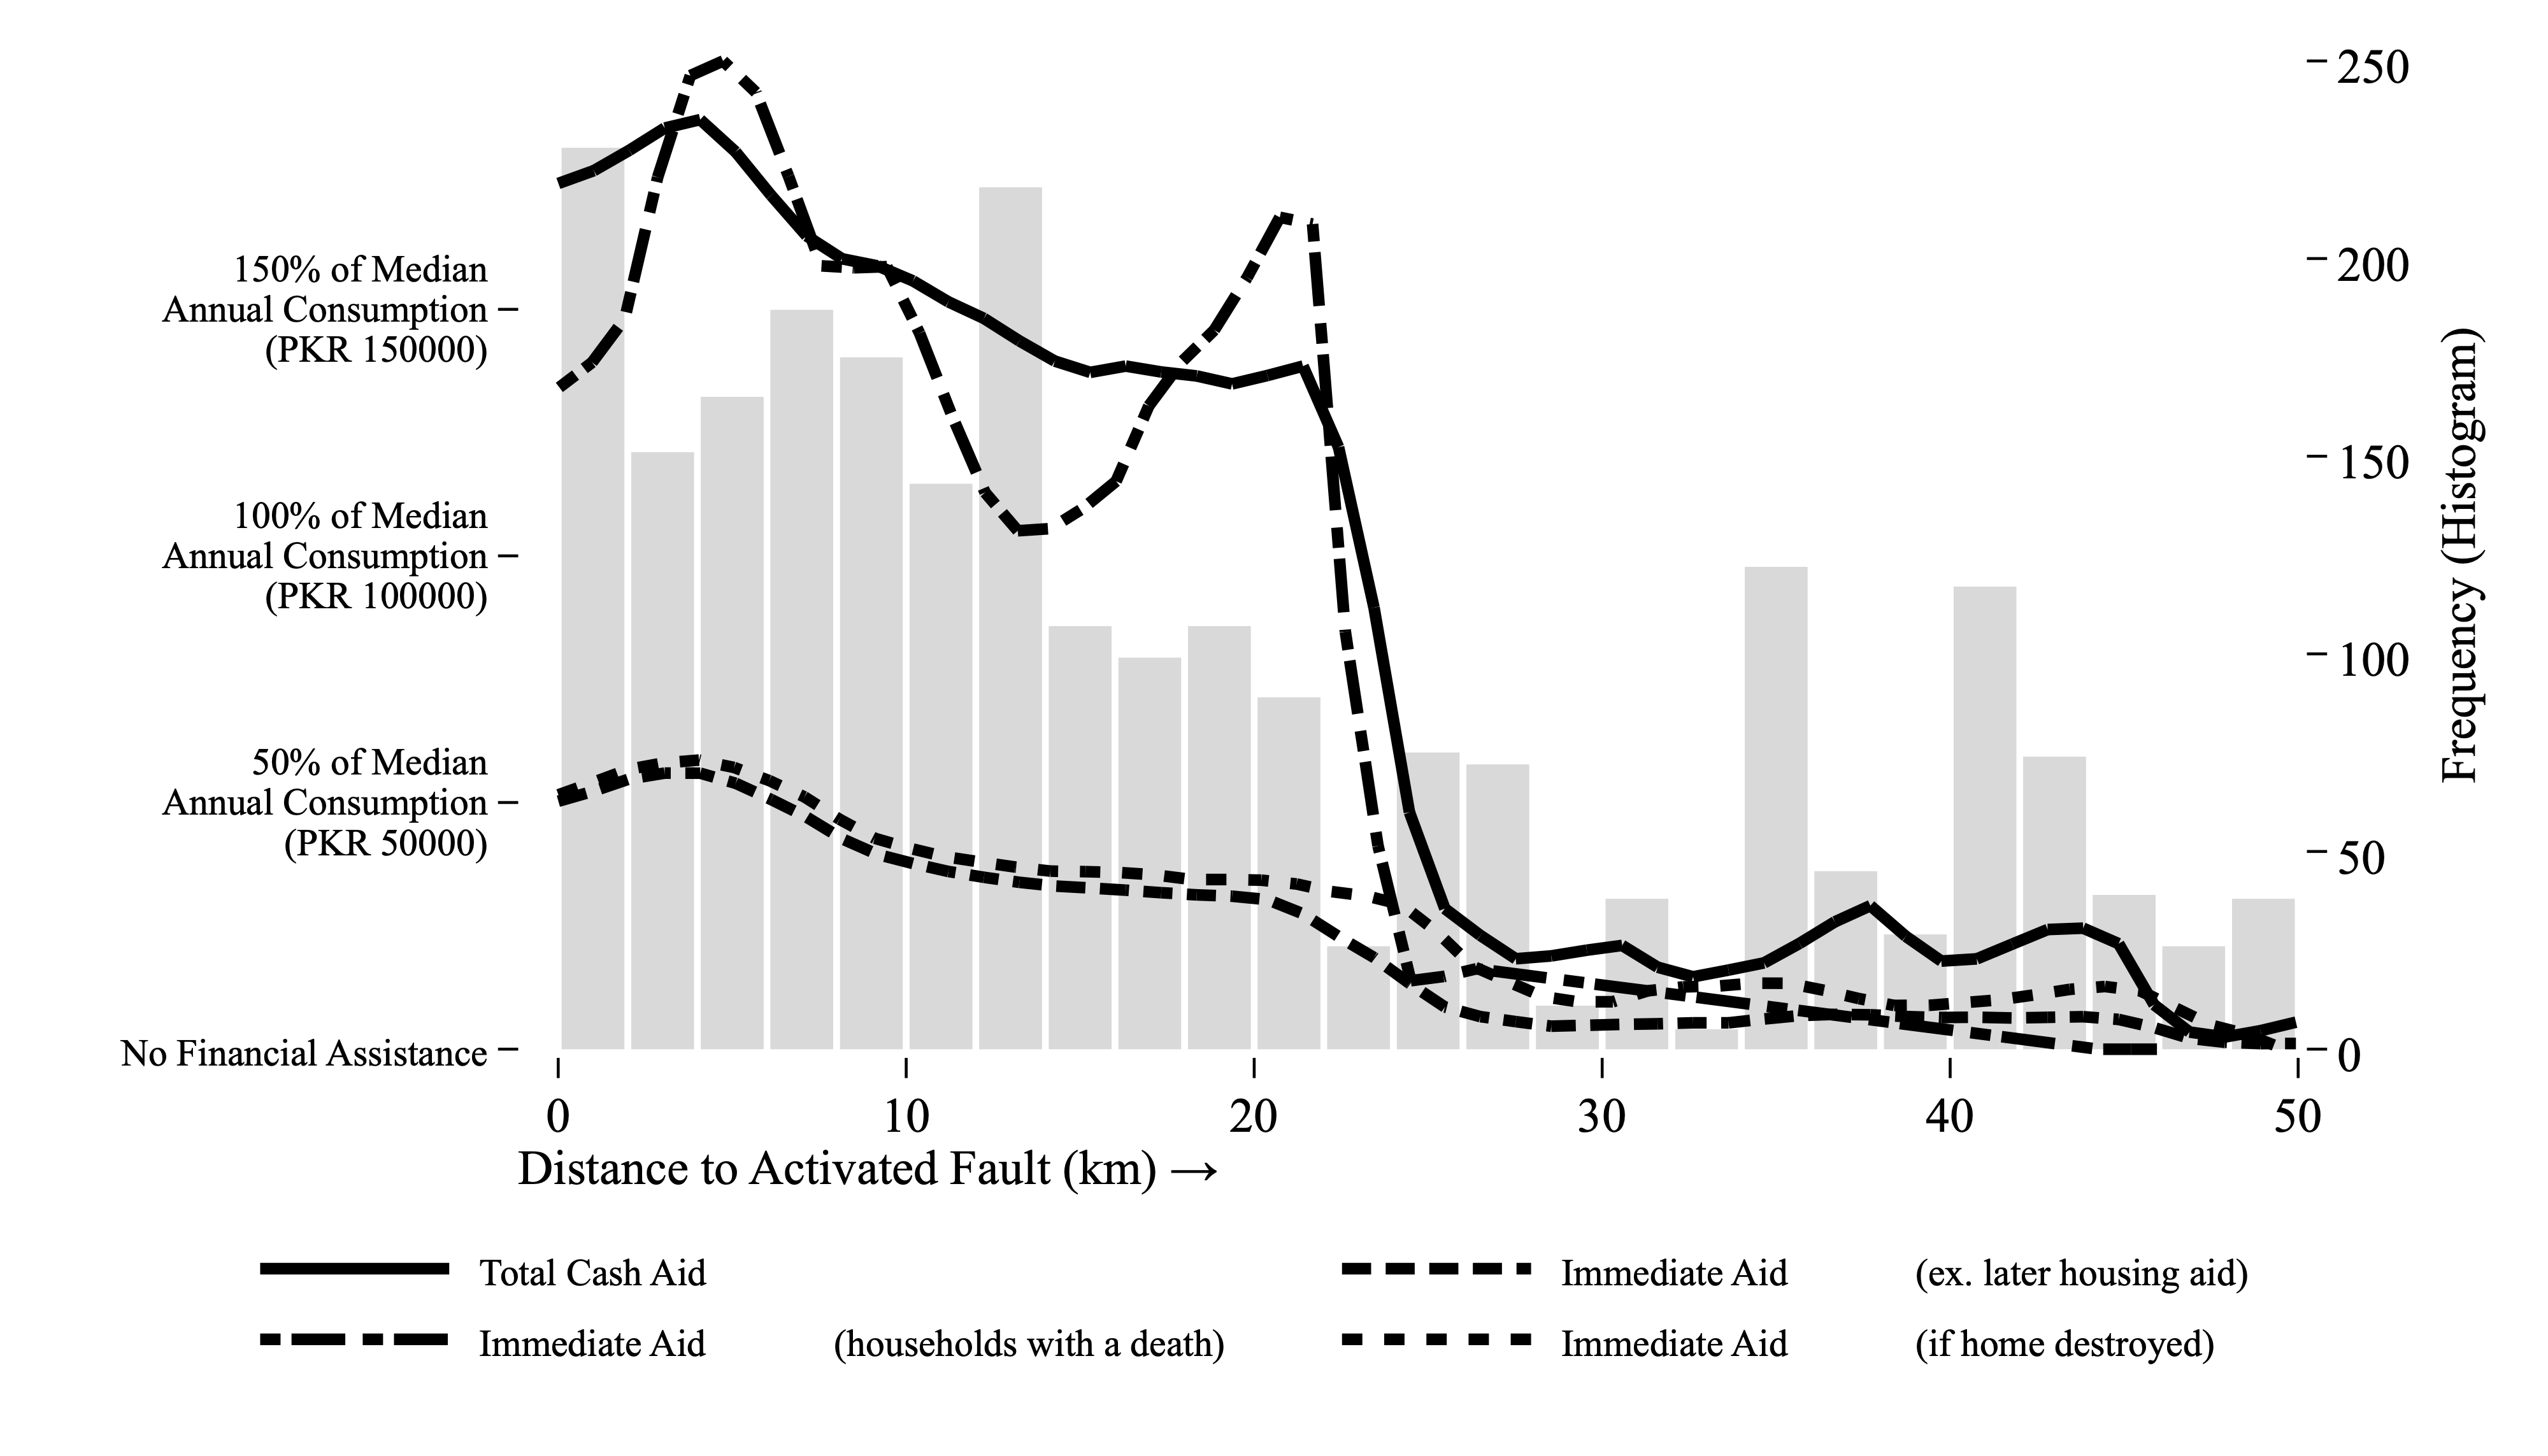 250
200
150
100
50
0
Frequency (Histogram)
150% of Median
Annual Consumption
(PKR 150000)
100% of Median
Annual Consumption
(PKR 100000)
50% of Median
Annual Consumption
(PKR 50000)
No Financial Assistance
0 10 20 30 40 50
Distance to Activated Fault (km) →
Total Cash Aid
Immediate Aid (ex. later housing aid)
Immediate Aid (households with a death)
Immediate Aid (if home destroyed)